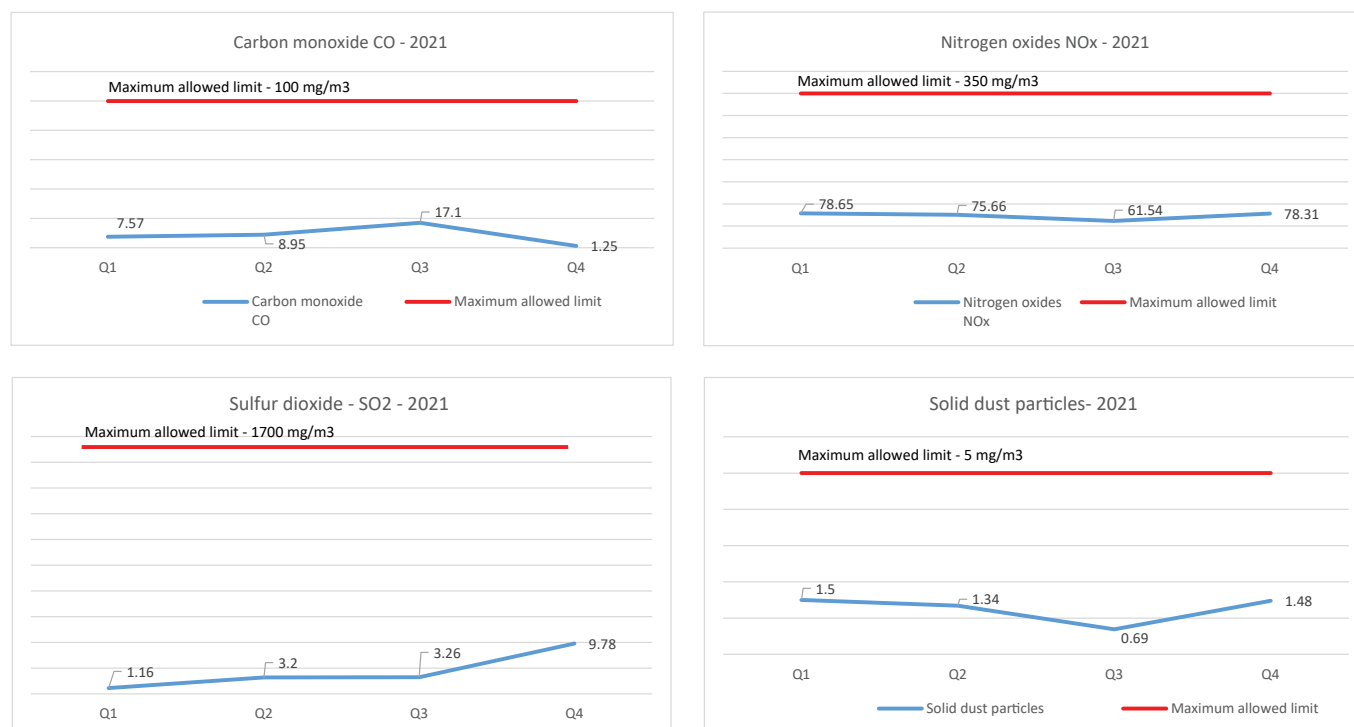 Carbon monoxide CO - 2021
Maximum allowed limit - 100 mg/m3
7.57
8.95
17.1
1.25
Q1 Q2 Q3 Q4
Carbon monoxide
CO
Maximum allowed limit
Nitrogen oxides NOx - 2021
Maximum allowed limit - 350 mg/m3
78.65
75.66
61.54
78.31
Q1 Q2 Q3 Q4
Nitrogen oxides
NOx
Maximum allowed limit
Sulfur dioxide - SO2 - 2021
Maximum allowed limit - 1700 mg/m3
1.16
3.2
3.26
9.78
Q1 Q2 Q3 Q4
Solid dust particles- 2021
Maximum allowed limit - 5 mg/m3
1.5
1.34
0.69
1.48
Q1 Q2 Q3 Q4
Solid dust particles
Maximum allowed limit